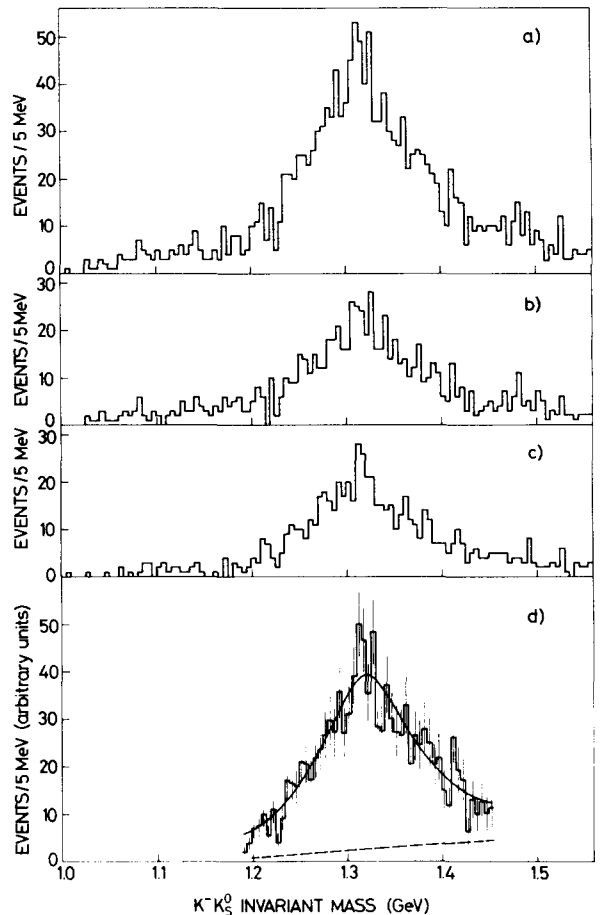 50
40
30
20
10
0
EVENTS / 5 MeV
a)
30
20
10
0
EVENTS / 5MeV
b)
30
20
10
0
EVENTS / 5 MeV
c)
50
40
30
20
10
0
EVENTS / 5 MeV (arbitrary units)
d)
1.0 1.1 1.2 1.3 1.4 1.5
K⁻K⁰S INVARIANT MASS (GeV)